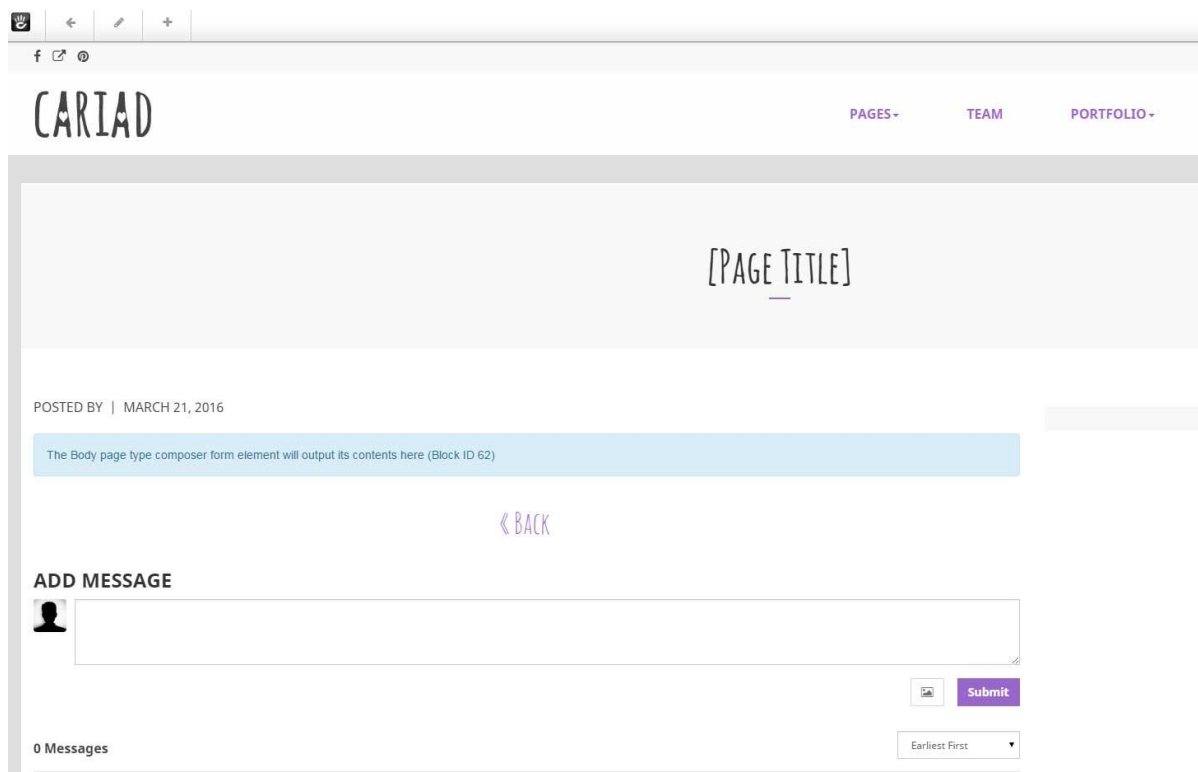 CARIAD
PAGES TEAM PORTFOLIO
[PAGE TITLE]
POSTED BY | MARCH 21, 2016
The Body page type composer form element will output its contents here (Block ID 62)
《 BACK
ADD MESSAGE
Submit
0 Messages
Earliest First